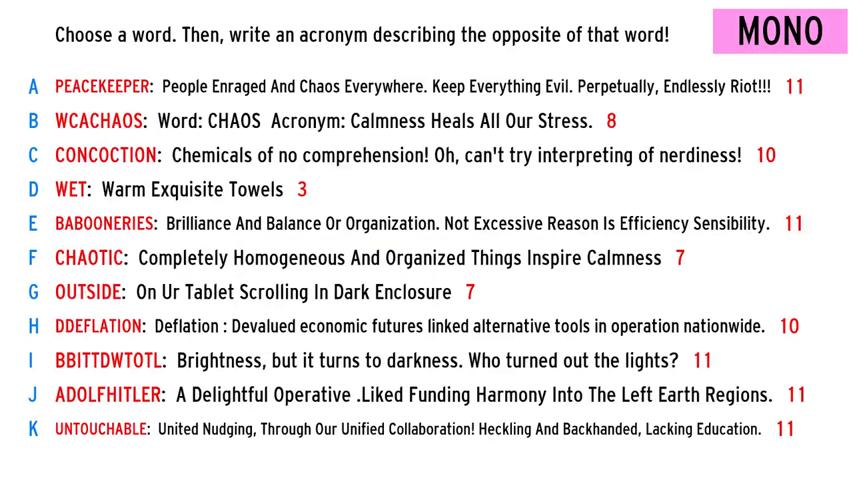 Choose a word. Then, write an acronym describing the opposite of that word!
MONO
A PEACEKEEPER: People Enraged And Chaos Everywhere. Keep Everything Evil. Perpetually, Endlessly Riot!!! 11
B WCACHAOS: Word: CHAOS Acronym: Calmness Heals All Our Stress. 8
C CONCOCTION: Chemicals of no comprehension! Oh, can't try interpreting of nerdiness! 10
D WET: Warm Exquisite Towels 3
E BABOONERIES: Brilliance And Balance Or Organization. Not Excessive Reason Is Efficiency Sensibility. 11
F CHAOTIC: Completely Homogeneous And Organized Things Inspire Calmness 7
G OUTSIDE: On Ur Tablet Scrolling In Dark Enclosure 7
H DDEFLATION: Deflation : Devalued economic futures linked alternative tools in operation nationwide. 10
I BBITTDWTOTL: Brightness, but it turns to darkness. Who turned out the lights? 11
J ADOLFHITLER: A Delightful Operative .Liked Funding Harmony Into The Left Earth Regions. 11
K UNTOUCHABLE: United Nudging, Through Our Unified Collaboration! Heckling And Backhanded, Lacking Education. 11